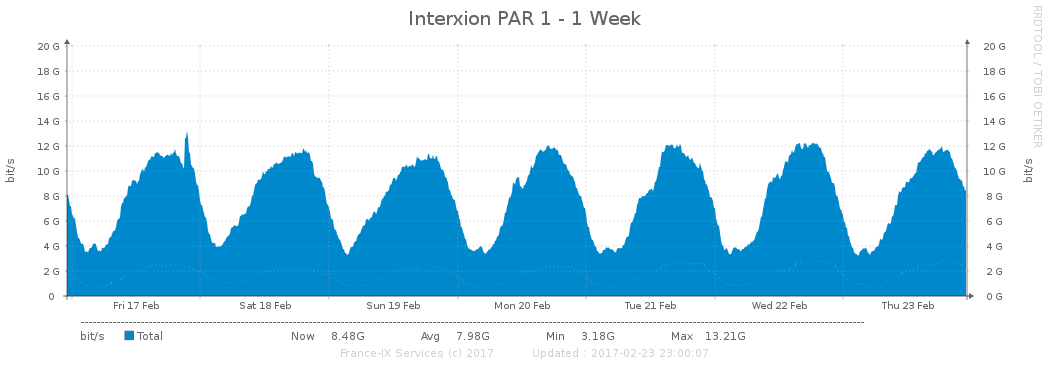 Interxion PAR 1 - 1 Week
RRDTOOL / TOBI OETIKER
bit/s
20 G 20 G
18 G 18 G
16 G 16 G
14 G 14 G
12 G 12 G
10 G 10 G
8 G 8 G
6 G 6 G
4 G 4 G
2 G 2 G
0 0 G
bit/s
Fri 17 Feb Sat 18 Feb Sun 19 Feb Mon 20 Feb Tue 21 Feb Wed 22 Feb Thu 23 Feb
bit/s Total Now 8.48G Avg 7.98G Min 3.18G Max 13.21G
France-IX Services (c) 2017 Updated : 2017-02-23 23:00:07